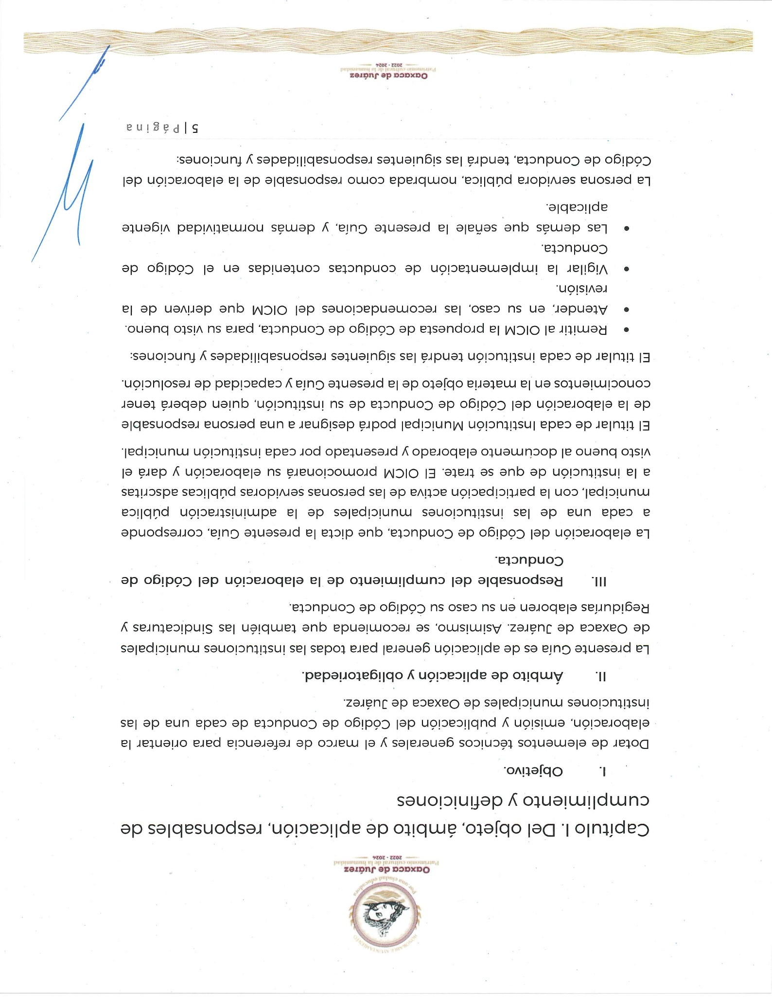 HONORABLE AYUNTAMIENTO
Por una ciudad educadora
Oaxaca de Juárez
Patrimonio cultural de la humanidad
2022 - 2024
Capítulo I. Del objeto, ámbito de aplicación, responsables de
cumplimiento y definiciones
I. Objetivo.
Dotar de elementos técnicos generales y el marco de referencia para orientar la
elaboración, emisión y publicación del Código de Conducta de cada una de las
instituciones municipales de Oaxaca de Juárez.
II. Ámbito de aplicación y obligatoriedad.
La presente Guía es de aplicación general para todas las instituciones municipales
de Oaxaca de Juárez. Asimismo, se recomienda que también las Sindicaturas y
Regidurías elaboren en su caso su Código de Conducta.
III. Responsable del cumplimiento de la elaboración del Código de
Conducta.
La elaboración del Código de Conducta, que dicta la presente Guía, corresponde
a cada una de las instituciones municipales de la administración pública
municipal, con la participación activa de las personas servidoras públicas adscritas
a la institución de que se trate. El OICM promocionará su elaboración y dará el
visto bueno al documento elaborado y presentado por cada institución municipal.
El titular de cada Institución Municipal podrá designar a una persona responsable
de la elaboración del Código de Conducta de su institución, quien deberá tener
conocimientos en la materia objeto de la presente Guía y capacidad de resolución.
El titular de cada institución tendrá las siguientes responsabilidades y funciones:
• Remitir al OICM la propuesta de Código de Conducta, para su visto bueno.
• Atender, en su caso, las recomendaciones del OICM que deriven de la
revisión.
• Vigilar la implementación de conductas contenidas en el Código de
Conducta.
• Las demás que señale la presente Guía, y demás normatividad vigente
aplicable.
La persona servidora pública, nombrada como responsable de la elaboración del
Código de Conducta, tendrá las siguientes responsabilidades y funciones:
5 | Página
Oaxaca de Juárez
Patrimonio cultural de la humanidad
2022 - 2024